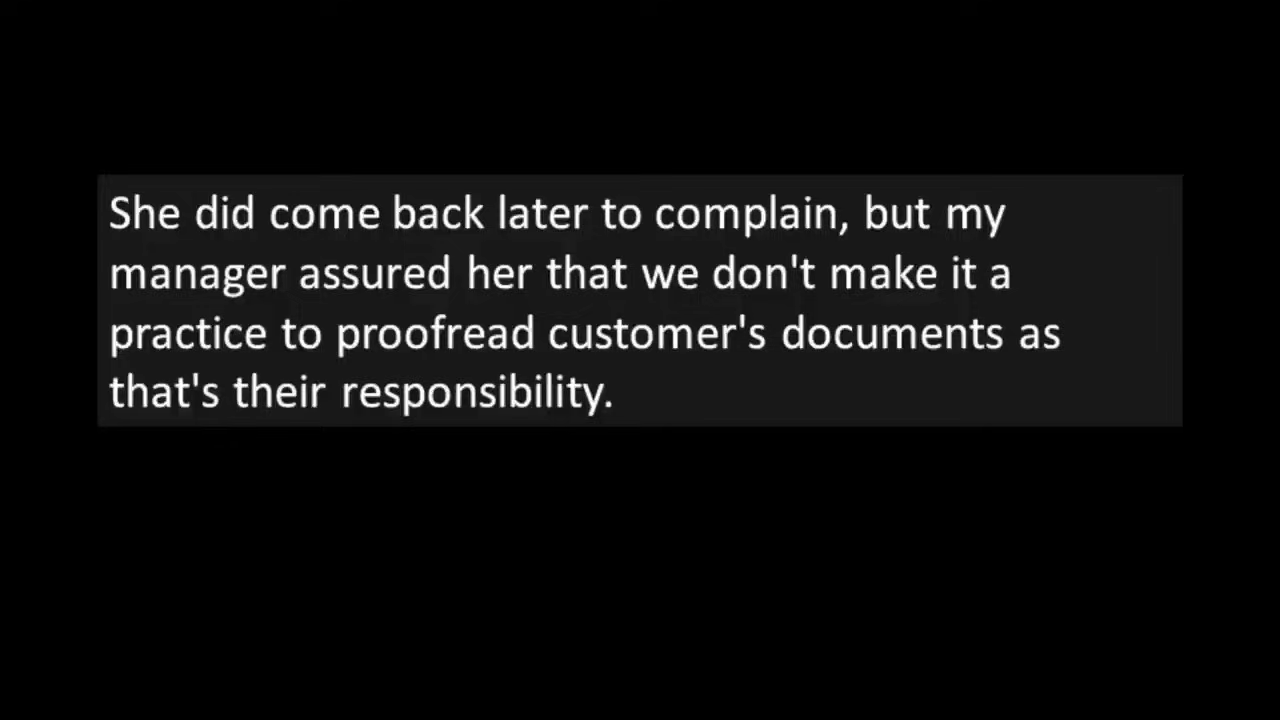 She did come back later to complain, but my
manager assured her that we don't make it a
practice to proofread customer's documents as
that's their responsibility.